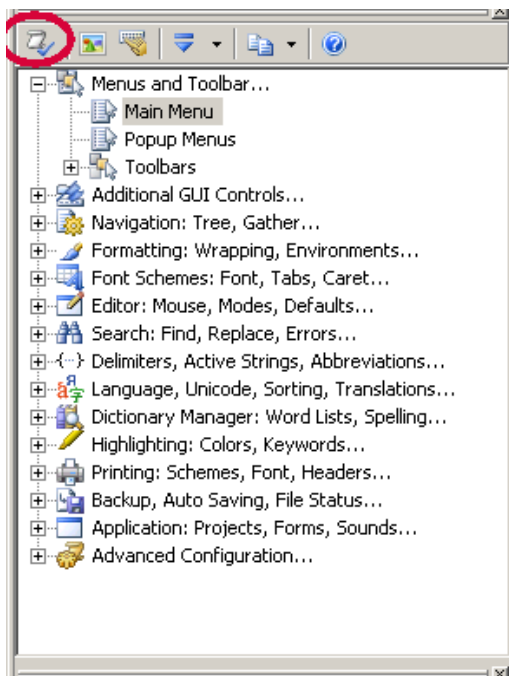 Menus and Toolbar...
Main Menu
Popup Menus
Toolbars
Additional GUI Controls...
Navigation: Tree, Gather...
Formatting: Wrapping, Environments...
Font Schemes: Font, Tabs, Caret...
Editor: Mouse, Modes, Defaults...
Search: Find, Replace, Errors...
Delimiters, Active Strings, Abbreviations...
Language, Unicode, Sorting, Translations...
Dictionary Manager: Word Lists, Spelling...
Highlighting: Colors, Keywords...
Printing: Schemes, Font, Headers...
Backup, Auto Saving, File Status...
Application: Projects, Forms, Sounds...
Advanced Configuration...